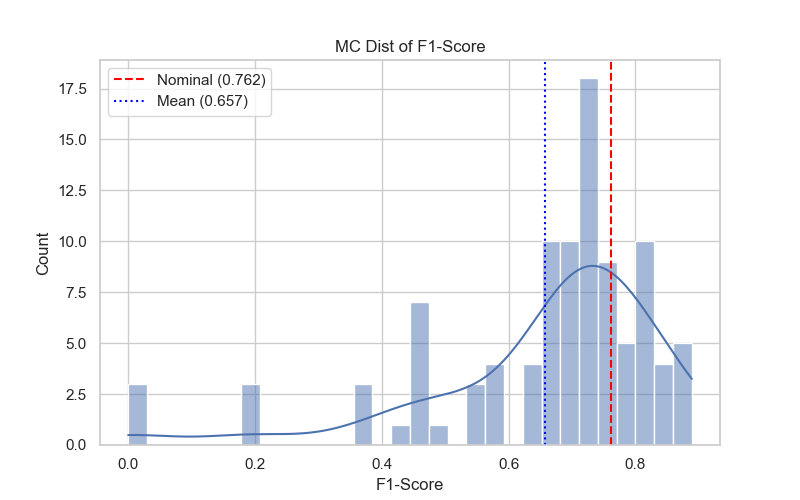 MC Dist of F1-Score
Nominal (0.762)
Mean (0.657)
17.5
15.0
12.5
10.0
7.5
5.0
2.5
0.0
Count
0.0 0.2 0.4 0.6 0.8
F1-Score